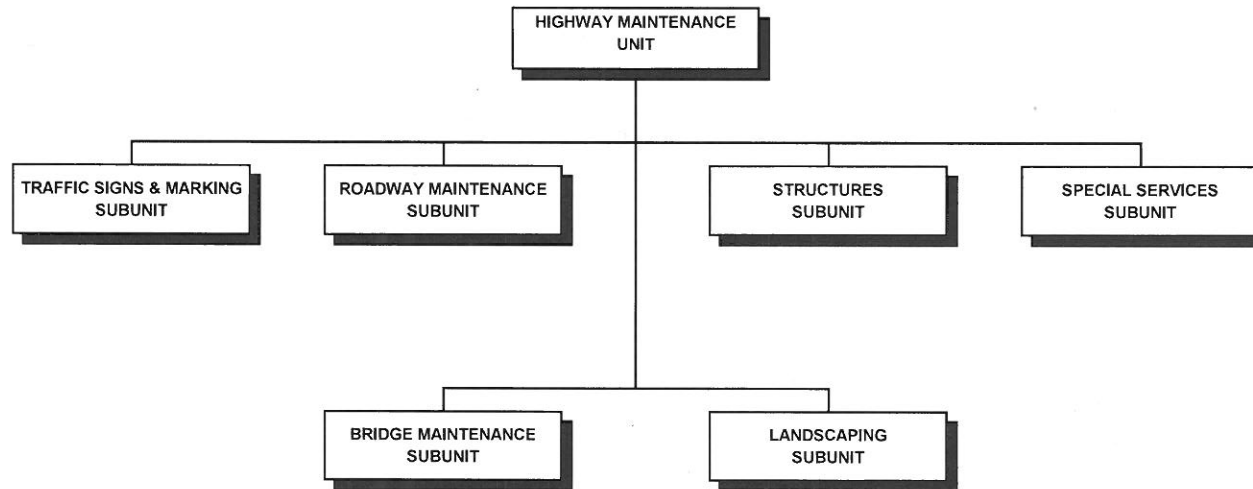 HIGHWAY MAINTENANCE
UNIT
TRAFFIC SIGNS & MARKING
SUBUNIT
ROADWAY MAINTENANCE
SUBUNIT
STRUCTURES
SUBUNIT
SPECIAL SERVICES
SUBUNIT
BRIDGE MAINTENANCE
SUBUNIT
LANDSCAPING
SUBUNIT